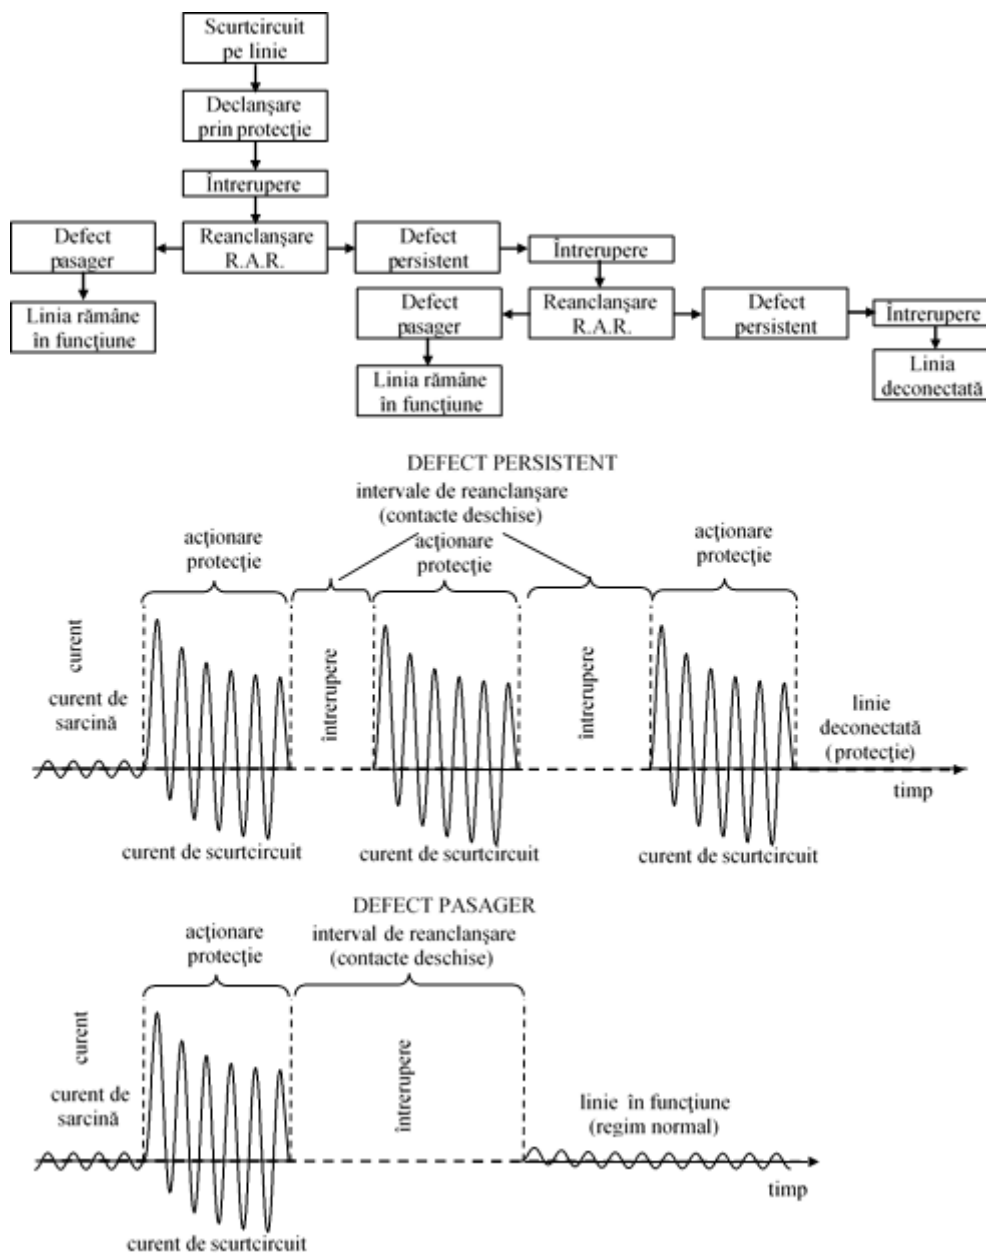 Scurtcircuit
pe linie
Declanşare
prin protecţie
Întrerupere
Defect
pasager
Reanclanşare
R.A.R.
Defect
persistent
Întrerupere
Linia rămâne
în funcţiune
Defect
pasager
Reanclanşare
R.A.R.
Defect
persistent
Întrerupere
Linia rămâne
în funcţiune
Linia
deconectată
DEFECT PERSISTENT
intervale de reanclanşare
(contacte deschise)
acţionare
protecţie
acţionare
protecţie
acţionare
protecţie
curent
curent de
sarcină
întrerupere
întrerupere
linie
deconectată
(protecţie)
timp
curent de scurtcircuit
curent de scurtcircuit
curent de scurtcircuit
DEFECT PASAGER
acţionare
protecţie
interval de reanclanşare
(contacte deschise)
curent
curent de
sarcină
întrerupere
linie în funcţiune
(regim normal)
timp
curent de scurtcircuit